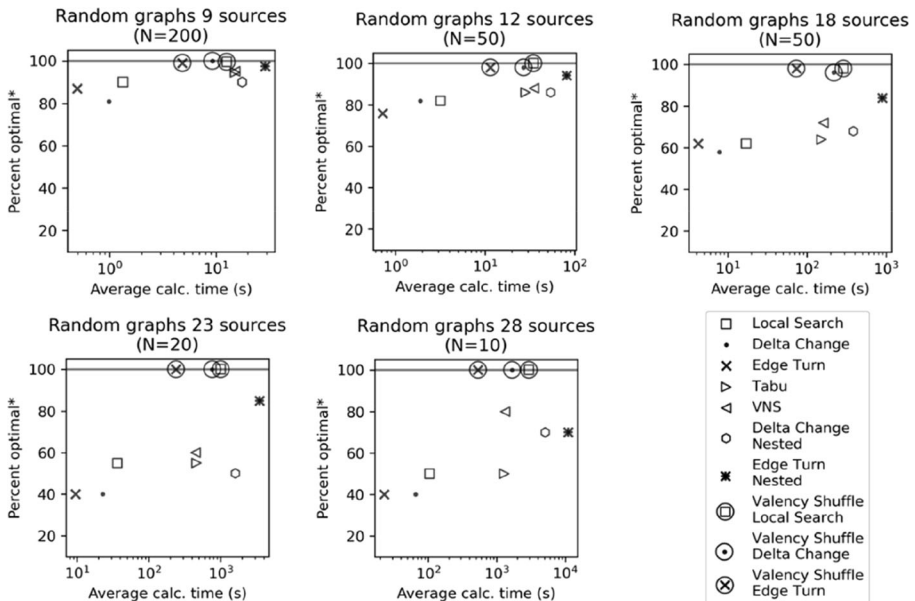 Random graphs 9 sources
(N=200)
Percent optimal*
100
80
60
40
20
10⁰
10¹
Average calc. time (s)
Random graphs 12 sources
(N=50)
Percent optimal*
100
80
60
40
20
10⁰
10¹
10²
Average calc. time (s)
Random graphs 18 sources
(N=50)
Percent optimal*
100
80
60
40
20
10¹
10²
10³
Average calc. time (s)
Random graphs 23 sources
(N=20)
Percent optimal*
100
80
60
40
20
10¹
10²
10³
Average calc. time (s)
Random graphs 28 sources
(N=10)
Percent optimal*
100
80
60
40
20
10²
10³
10⁴
Average calc. time (s)
Local Search
Delta Change
Edge Turn
Tabu
VNS
Delta Change
Nested
Edge Turn
Nested
Valency Shuffle
Local Search
Valency Shuffle
Delta Change
Valency Shuffle
Edge Turn